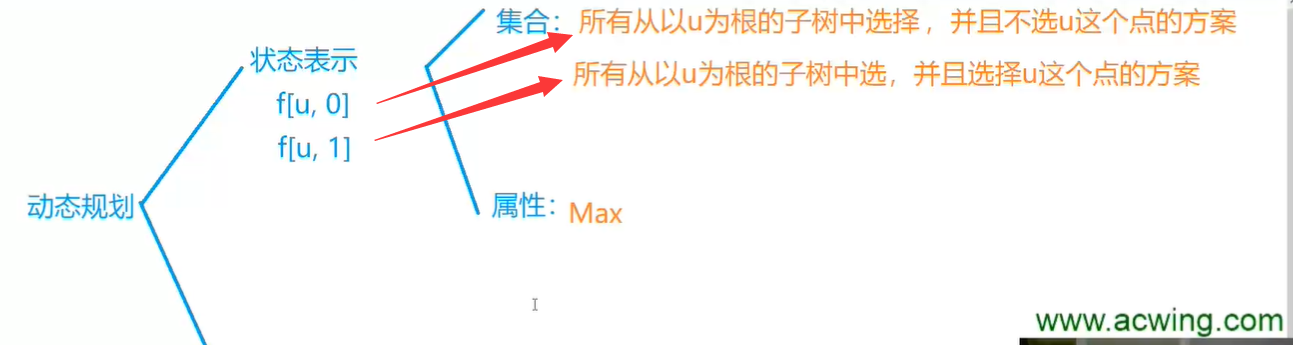 集合：所有从以u为根的子树中选择，并且不选u这个点的方案
状态表示
所有从以u为根的子树中选，并且选择u这个点的方案
f[u, 0]
f[u, 1]
动态规划
属性：Max
www.acwing.com